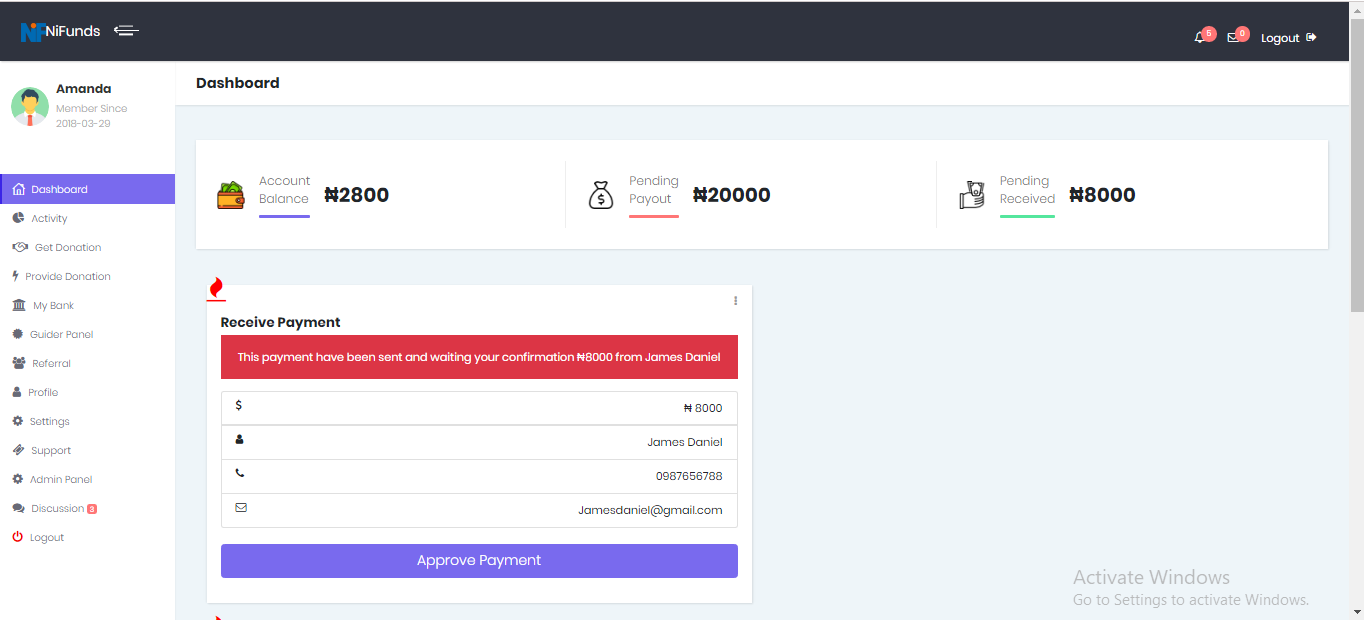 NF NiFunds
5
0
Logout
Amanda
Member Since
2018-03-29
Dashboard
Dashboard
Activity
Get Donation
Provide Donation
My Bank
Guider Panel
Referral
Profile
Settings
Support
Admin Panel
Discussion 3
Logout
Account
Balance
₦2800
Pending
Payout
₦20000
Pending
Received
₦8000
Receive Payment
This payment have been sent and waiting your confirmation ₦8000 from James Daniel
$
₦ 8000
James Daniel
0987656788
Jamesdaniel@gmail.com
Approve Payment
Activate Windows
Go to Settings to activate Windows.